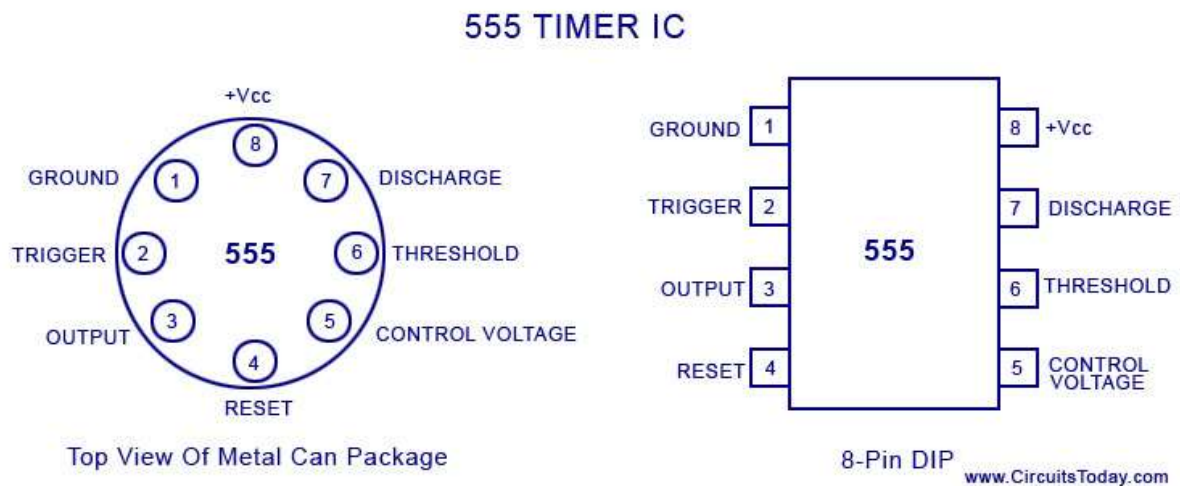 555 TIMER IC
+Vcc
8
GROUND
1
7
DISCHARGE
TRIGGER
2
555
6
THRESHOLD
OUTPUT
3
5
CONTROL VOLTAGE
4
RESET
Top View Of Metal Can Package
GROUND
1
8
+Vcc
TRIGGER
2
7
DISCHARGE
555
OUTPUT
3
6
THRESHOLD
RESET
4
5
CONTROL
VOLTAGE
8-Pin DIP
www.CircuitsToday.com